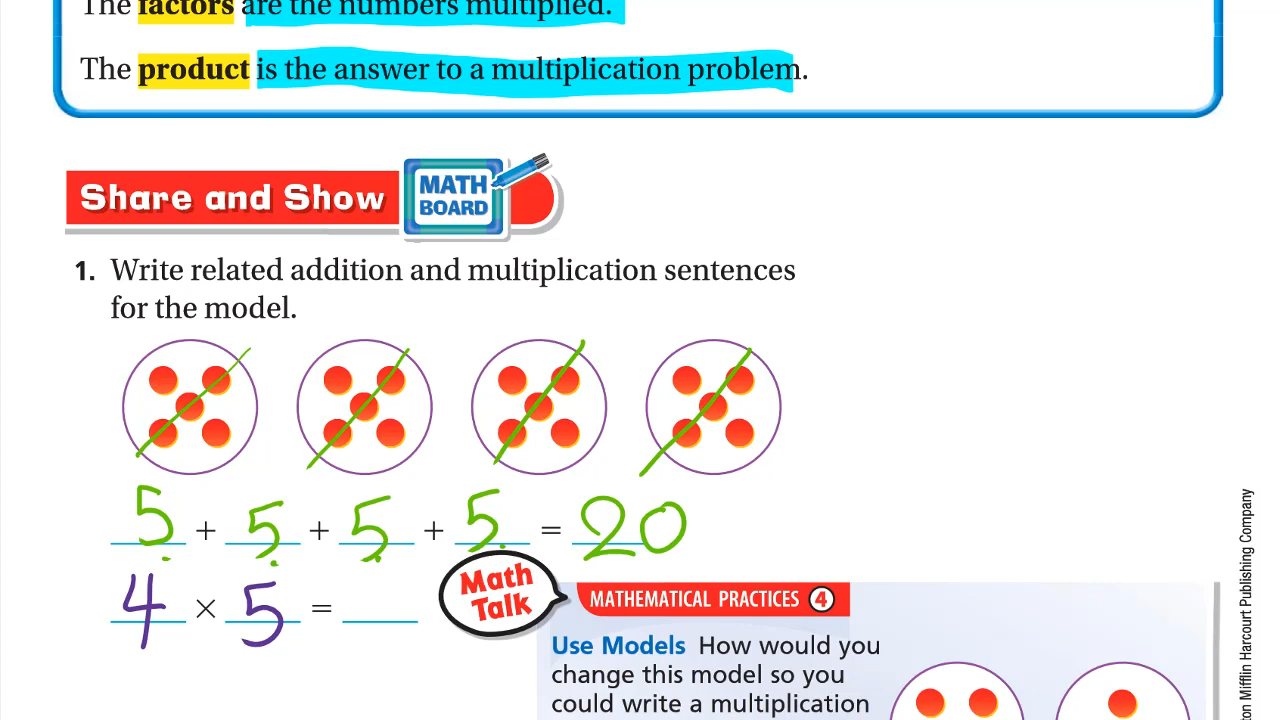 The factors are the numbers multiplied.
The product is the answer to a multiplication problem.
Share and Show
MATH
BOARD
1. Write related addition and multiplication sentences
for the model.
5 + 5 + 5 + 5 = 20
4 × 5 = ___
Math
Talk
MATHEMATICAL PRACTICES 4
Use Models How would you
change this model so you
could write a multiplication
Mifflin Harcourt Publishing Company